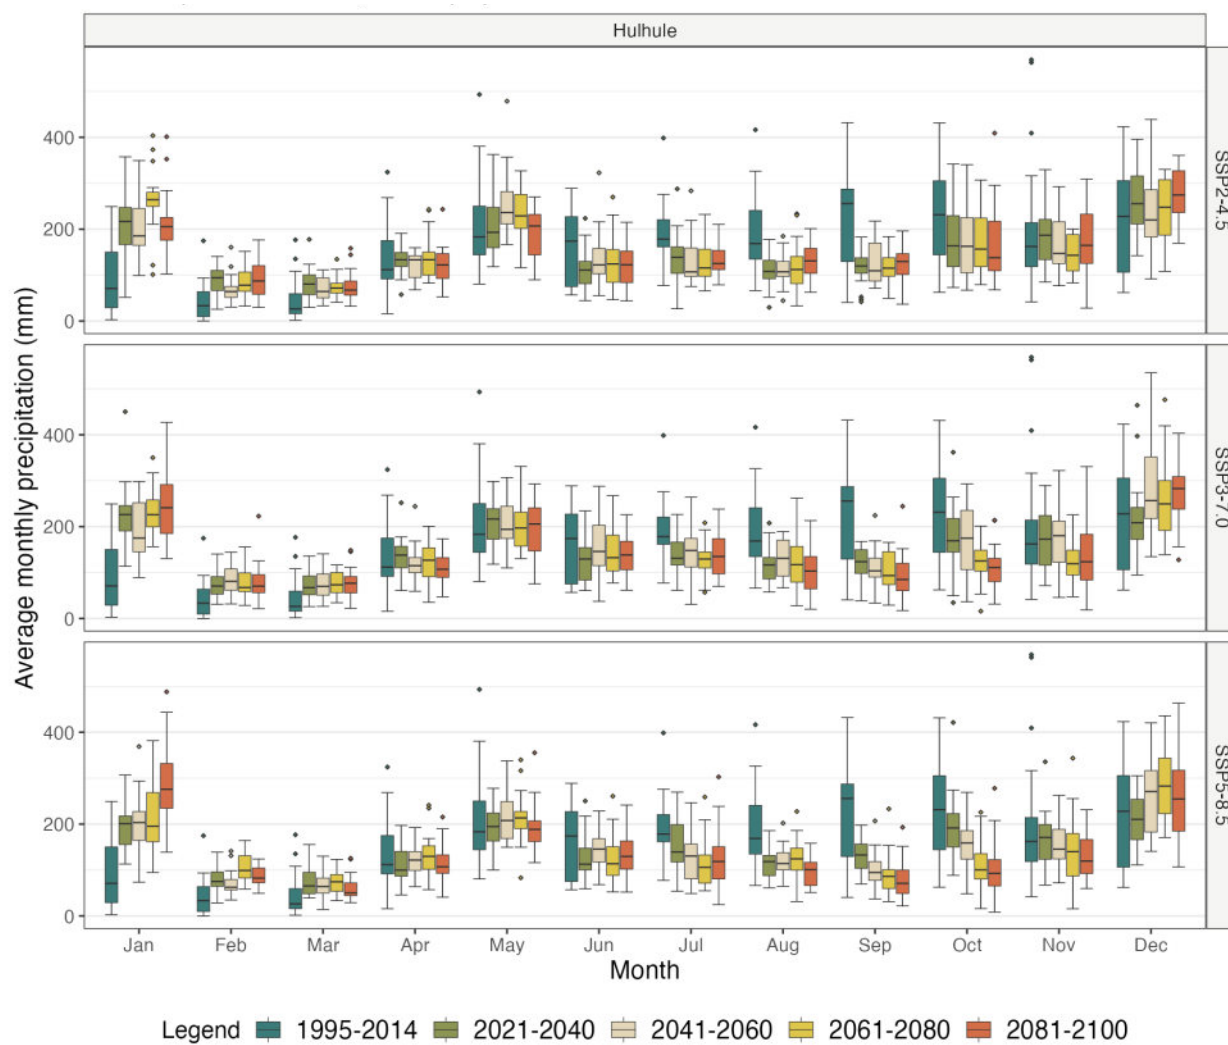 Hulhule
Average monthly precipitation (mm)
400
200
0
SSP2-4.5
400
200
0
SSP3-7.0
400
200
0
SSP5-8.5
Jan Feb Mar Apr May Jun Jul Aug Sep Oct Nov Dec
Month
Legend 1995-2014 2021-2040 2041-2060 2061-2080 2081-2100